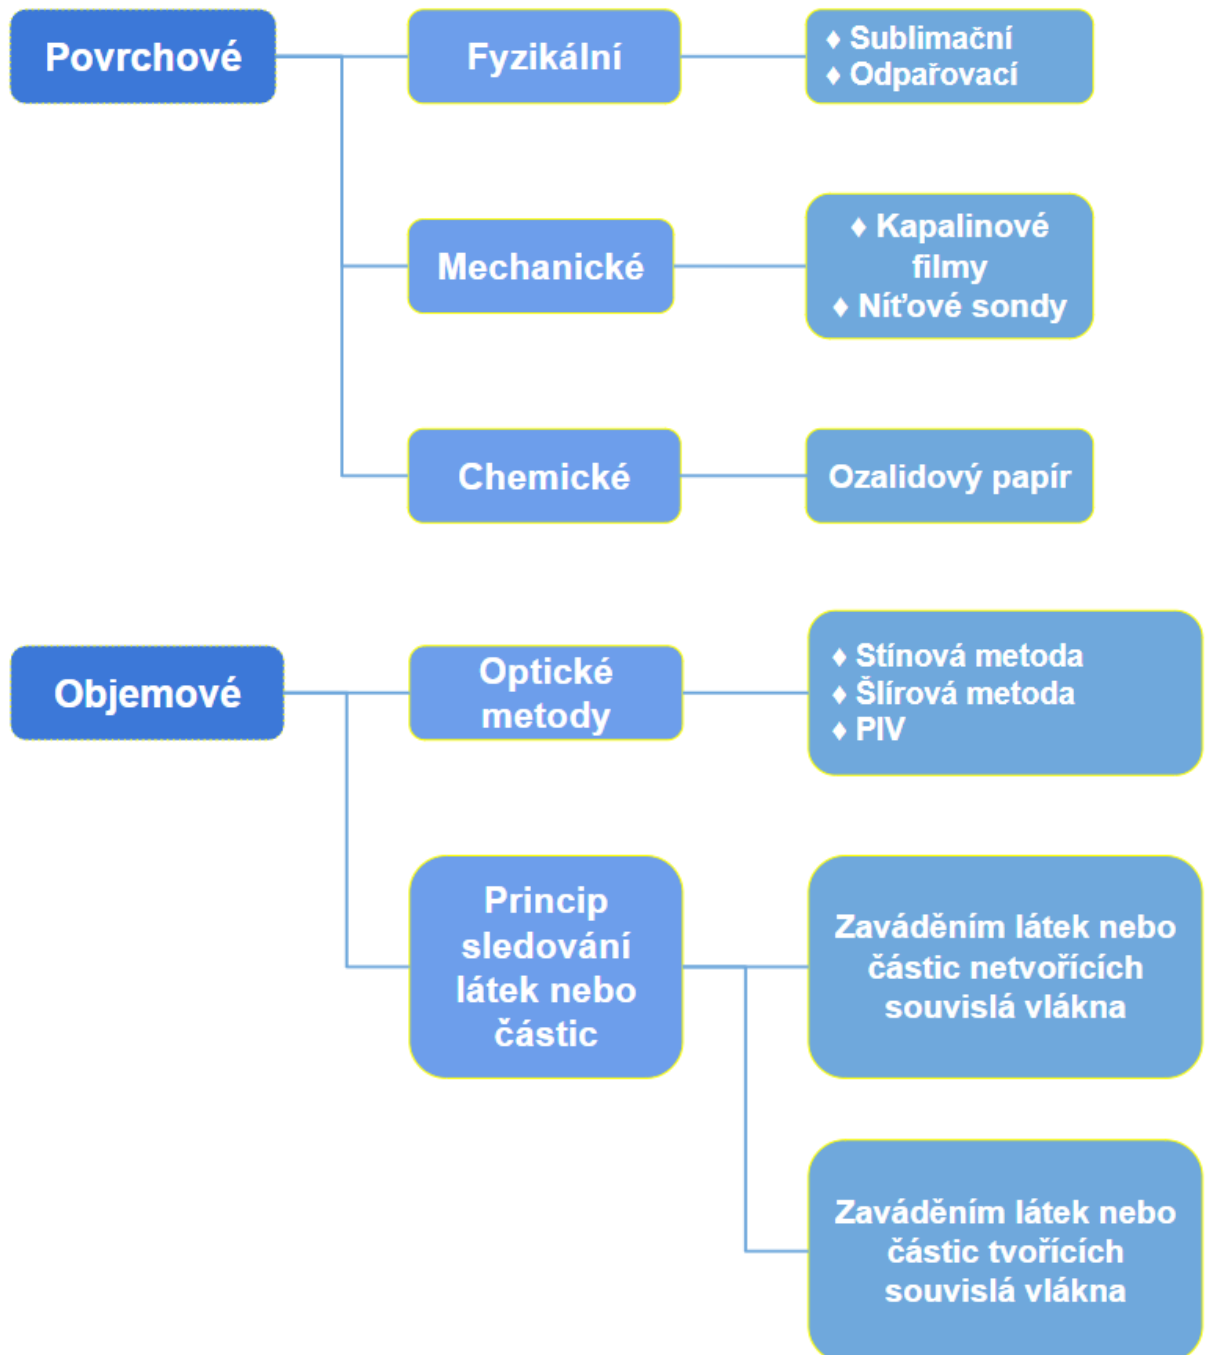 Povrchové
Fyzikální
♦ Sublimační
♦ Odpařovací
Mechanické
♦ Kapalinové
filmy
♦ Níťové sondy
Chemické
Ozalidový papír
Objemové
Optické
metody
♦ Stínová metoda
♦ Šlírová metoda
♦ PIV
Princip
sledování
látek nebo
částic
Zaváděním látek nebo
částic netvořících
souvislá vlákna
Zaváděním látek nebo
částic tvořících
souvislá vlákna